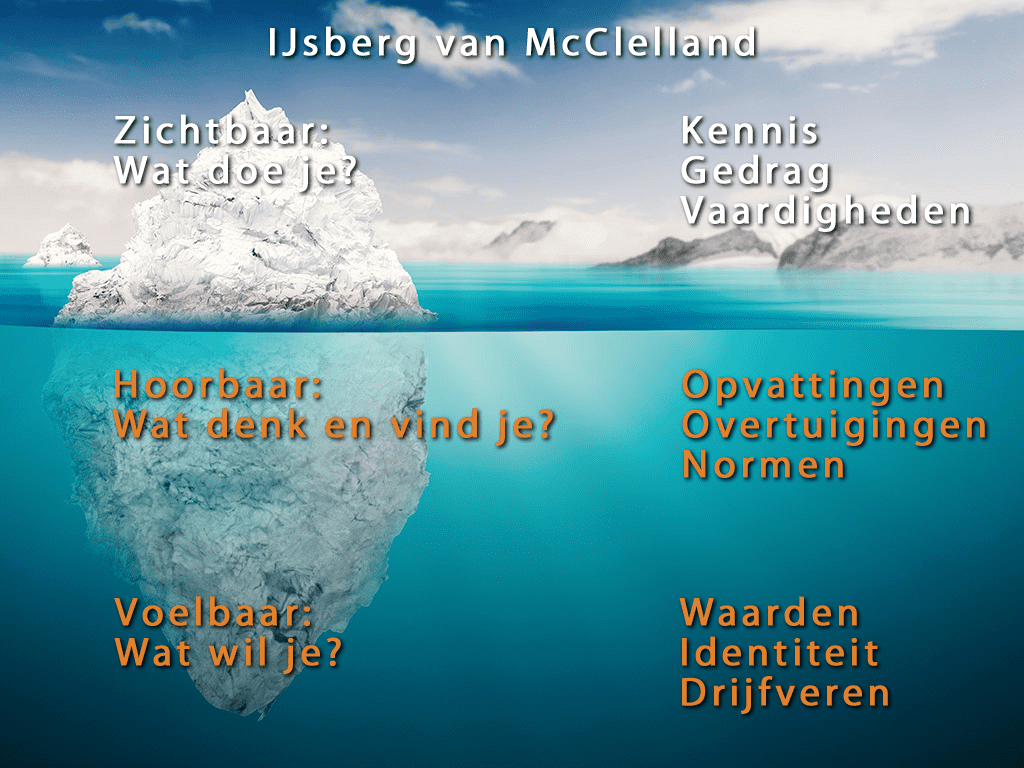 IJsberg van McClelland
Zichtbaar:
Wat doe je?
Kennis
Gedrag
Vaardigheden
Hoorbaar:
Wat denk en vind je?
Opvattingen
Overtuigingen
Normen
Voelbaar:
Wat wil je?
Waarden
Identiteit
Drijfveren